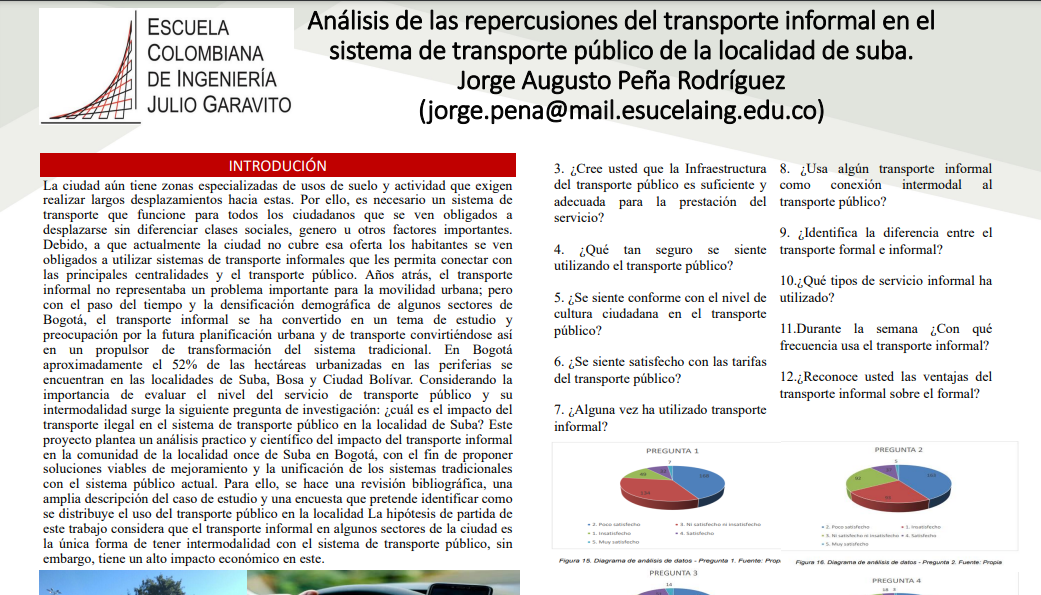 ESCUELA
COLOMBIANA
DE INGENIERÍA
JULIO GARAVITO
Análisis de las repercusiones del transporte informal en el
sistema de transporte público de la localidad de suba.
Jorge Augusto Peña Rodríguez
(jorge.pena@mail.esucelaing.edu.co)
INTRODUCIÓN
La ciudad aún tiene zonas especializadas de usos de suelo y actividad que exigen
realizar largos desplazamientos hacia estas. Por ello, es necesario un sistema de
transporte que funcione para todos los ciudadanos que se ven obligados a
desplazarse sin diferenciar clases sociales, genero u otros factores importantes.
Debido, a que actualmente la ciudad no cubre esa oferta los habitantes se ven
obligados a utilizar sistemas de transporte informales que les permita conectar con
las principales centralidades y el transporte público. Años atrás, el transporte
informal no representaba un problema importante para la movilidad urbana; pero
con el paso del tiempo y la densificación demográfica de algunos sectores de
Bogotá, el transporte informal se ha convertido en un tema de estudio y
preocupación por la futura planificación urbana y de transporte convirtiéndose así
en un propulsor de transformación del sistema tradicional. En Bogotá
aproximadamente el 52% de las hectáreas urbanizadas en las periferias se
encuentran en las localidades de Suba, Bosa y Ciudad Bolívar. Considerando la
importancia de evaluar el nivel del servicio de transporte público y su
intermodalidad surge la siguiente pregunta de investigación: ¿cuál es el impacto del
transporte ilegal en el sistema de transporte público en la localidad de Suba? Este
proyecto plantea un análisis practico y científico del impacto del transporte informal
en la comunidad de la localidad once de Suba en Bogotá, con el fin de proponer
soluciones viables de mejoramiento y la unificación de los sistemas tradicionales
con el sistema público actual. Para ello, se hace una revisión bibliográfica, una
amplia descripción del caso de estudio y una encuesta que pretende identificar como
se distribuye el uso del transporte público en la localidad La hipótesis de partida de
este trabajo considera que el transporte informal en algunos sectores de la ciudad es
la única forma de tener intermodalidad con el sistema de transporte público, sin
embargo, tiene un alto impacto económico en este.
3. ¿Cree usted que la Infraestructura
del transporte público es suficiente y
adecuada para la prestación del
servicio?
4. ¿Qué tan seguro se siente
utilizando el transporte público?
5. ¿Se siente conforme con el nivel de
cultura ciudadana en el transporte
público?
6. ¿Se siente satisfecho con las tarifas
del transporte público?
7. ¿Alguna vez ha utilizado transporte
informal?
8. ¿Usa algún transporte informal
como conexión intermodal al
transporte público?
9. ¿Identifica la diferencia entre el
transporte formal e informal?
10.¿Qué tipos de servicio informal ha
utilizado?
11.Durante la semana ¿Con qué
frecuencia usa el transporte informal?
12.¿Reconoce usted las ventajas del
transporte informal sobre el formal?
PREGUNTA 1
7
2. Poco satisfecho
3. Ni satisfecho ni insatisfecho
1. Insatisfecho
4. Satisfecho
5. Muy satisfecho
Figura 15. Diagrama de análisis de datos - Pregunta 1. Fuente: Prop
PREGUNTA 2
5
2. Poco satisfecho
1. Insatisfecho
3. Ni satisfecho ni insatisfecho
4. Satisfecho
5. Muy satisfecho
Figura 16. Diagrama de análisis de datos - Pregunta 2. Fuente: Propie
PREGUNTA 3
14
PREGUNTA 4